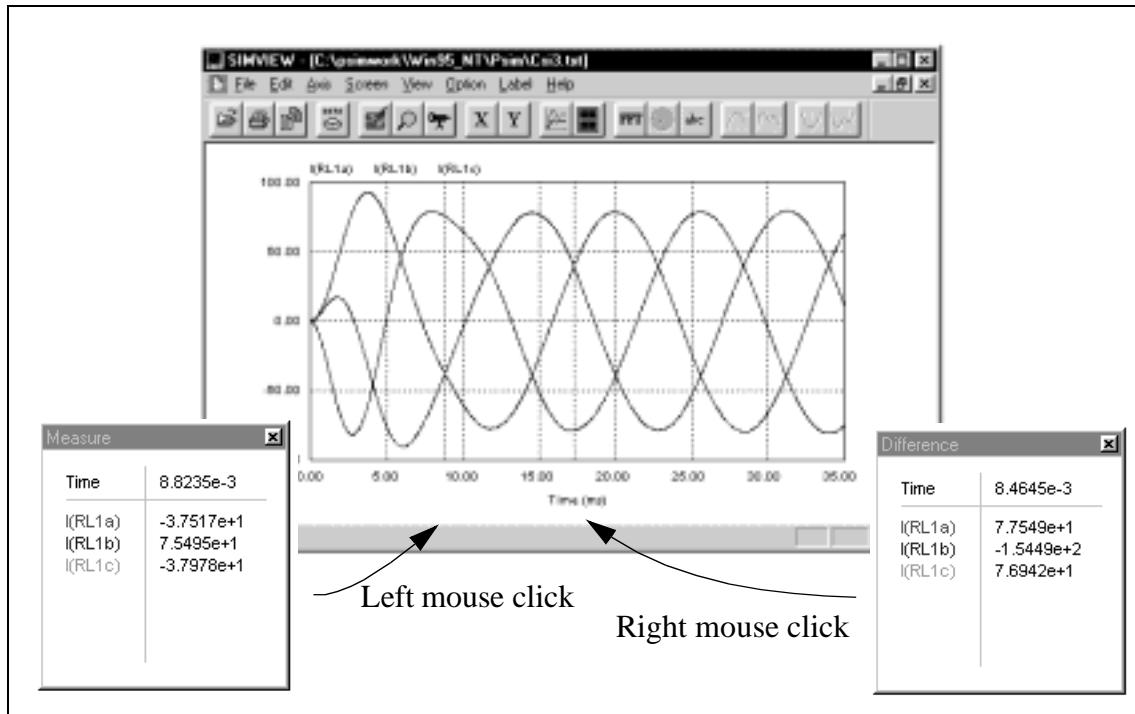 SIMVIEW - [C:\psimwork\Win95_NT\Psim\Csi3.txt]
File Edit Axis Screen View Option Label Help
X Y FFT abc
I(RL1a) I(RL1b) I(RL1c)
100.00
50.00
0.00
-50.00
0.00 5.00 10.00 15.00 20.00 25.00 30.00 35.00
Time (ms)
Measure
Time 8.8235e-3
I(RL1a) -3.7517e+1
I(RL1b) 7.5495e+1
I(RL1c) -3.7978e+1
Difference
Time 8.4645e-3
I(RL1a) 7.7549e+1
I(RL1b) -1.5449e+2
I(RL1c) 7.6942e+1
Left mouse click
Right mouse click